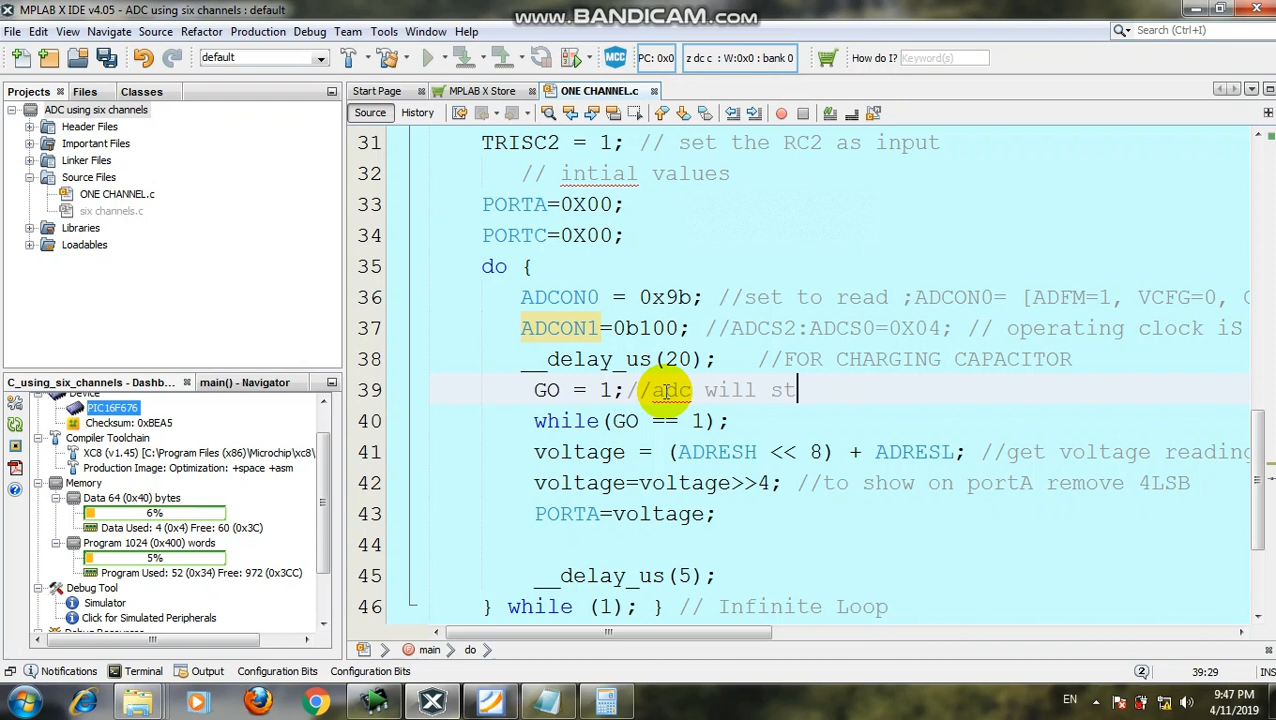 www.BANDICAM.com
MPLAB X IDE v4.05 - ADC using six channels : default
File Edit View Navigate Source Refactor Production Debug Team Tools Window Help
Search (Ctrl+I)
default
MCC
PC: 0x0
z dc c : W:0x0 : bank 0
How do I?
Keyword(s)
Projects
Files
Classes
ADC using six channels
Header Files
Important Files
Linker Files
Source Files
ONE CHANNEL.c
six channels.c
Libraries
Loadables
C_using_six_channels - Dashb...
main() - Navigator
Device
PIC16F676
Checksum: 0xBEA5
Compiler Toolchain
XC8 (v1.45) [C:\Program Files\Microchip\xc8\
Production Image: Optimization: +space +asm
Memory
Data 64 (0x40) bytes
6%
Data Used: 4 (0x4) Free: 60 (0x3C)
Program 1024 (0x400) words
5%
Program Used: 52 (0x34) Free: 972 (0x3CC)
Debug Tool
Simulator
Click for Simulated Peripherals
Start Page
MPLAB X Store
ONE CHANNEL.c
Source
History
31 TRISC2 = 1; // set the RC2 as input
32 // intial values
33 PORTA=0X00;
34 PORTC=0X00;
35 do {
36 ADCON0 = 0x9b; //set to read ;ADCON0= [ADFM=1, VCFG=0, C
37 ADCON1=0b100; //ADCS2:ADCS0=0X04; // operating clock is
38 __delay_us(20); //FOR CHARGING CAPACITOR
39 GO = 1;//adc will st
40 while(GO == 1);
41 voltage = (ADRESH << 8) + ADRESL; //get voltage reading
42 voltage=voltage>>4; //to show on portA remove 4LSB
43 PORTA=voltage;
44
45 __delay_us(5);
46 } while (1); } // Infinite Loop
main
do
Notifications
Terminal
Output
Configuration Bits
Configuration Bits
39:29
EN
9:47 PM
4/11/2019